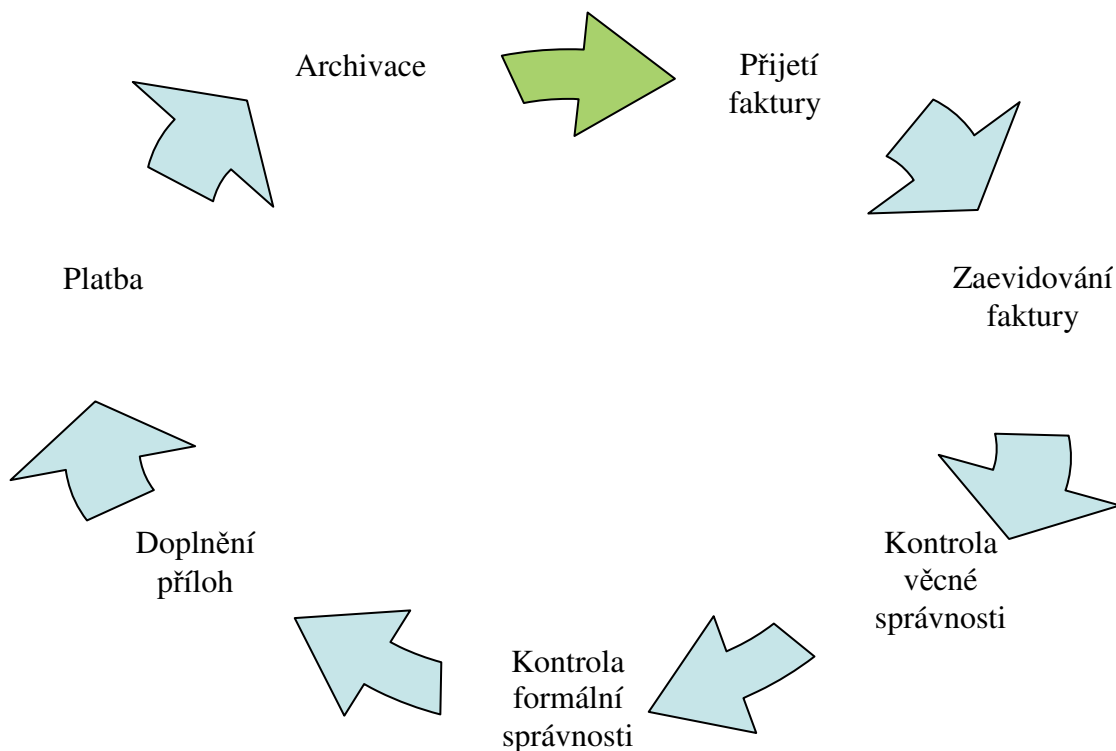 Archivace
Přijetí
faktury
Zaevidování
faktury
Kontrola
věcné
správnosti
Kontrola
formální
správnosti
Doplnění
příloh
Platba